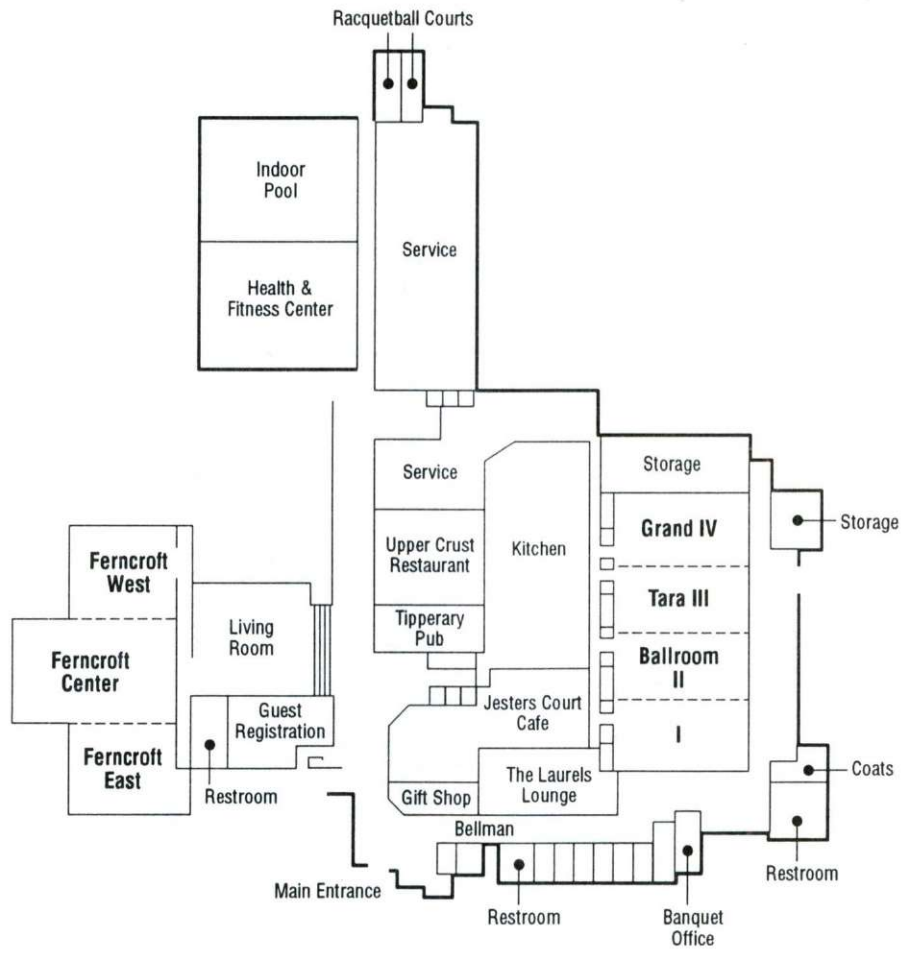 Racquetball Courts
Indoor
Pool
Service
Health &
Fitness Center
Storage
Service
Grand IV
Storage
Upper Crust
Restaurant
Kitchen
Ferncroft
West
Tara III
Tipperary
Pub
Living
Room
Ballroom
II
Ferncroft
Center
Jesters Court
Cafe
Guest
Registration
I
Ferncroft
East
Coats
The Laurels
Lounge
Restroom
Gift Shop
Bellman
Restroom
Main Entrance
Restroom
Banquet
Office